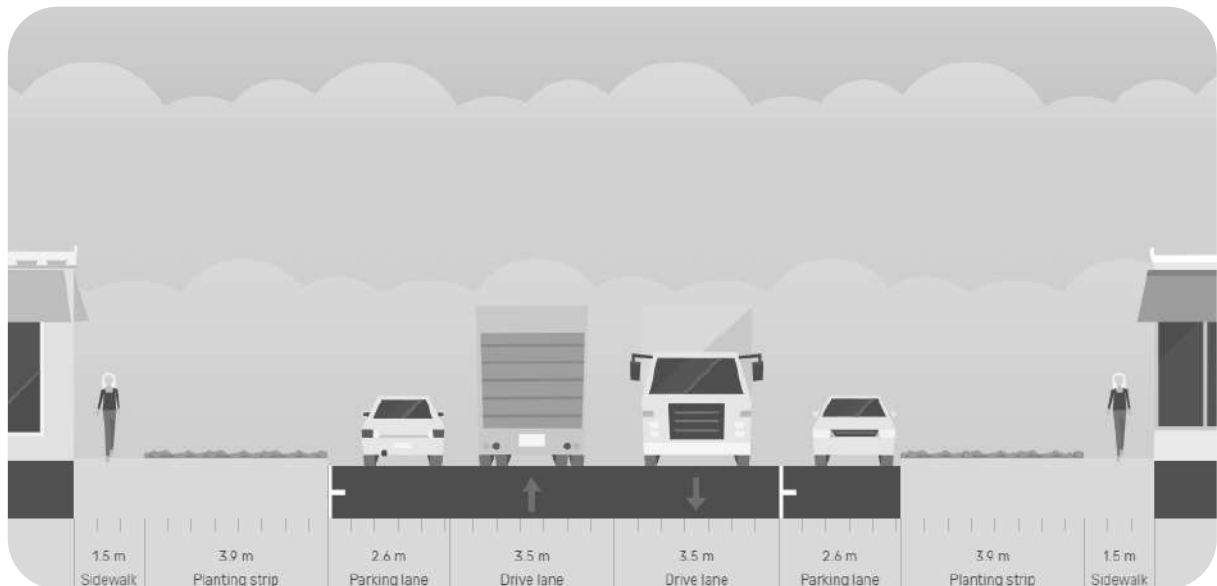 1.5 m 3.9 m 2.6 m 3.5 m 3.5 m 2.6 m 3.9 m 1.5 m
Sidewalk Planting strip Parking lane Drive lane Drive lane Parking lane Planting strip Sidewalk